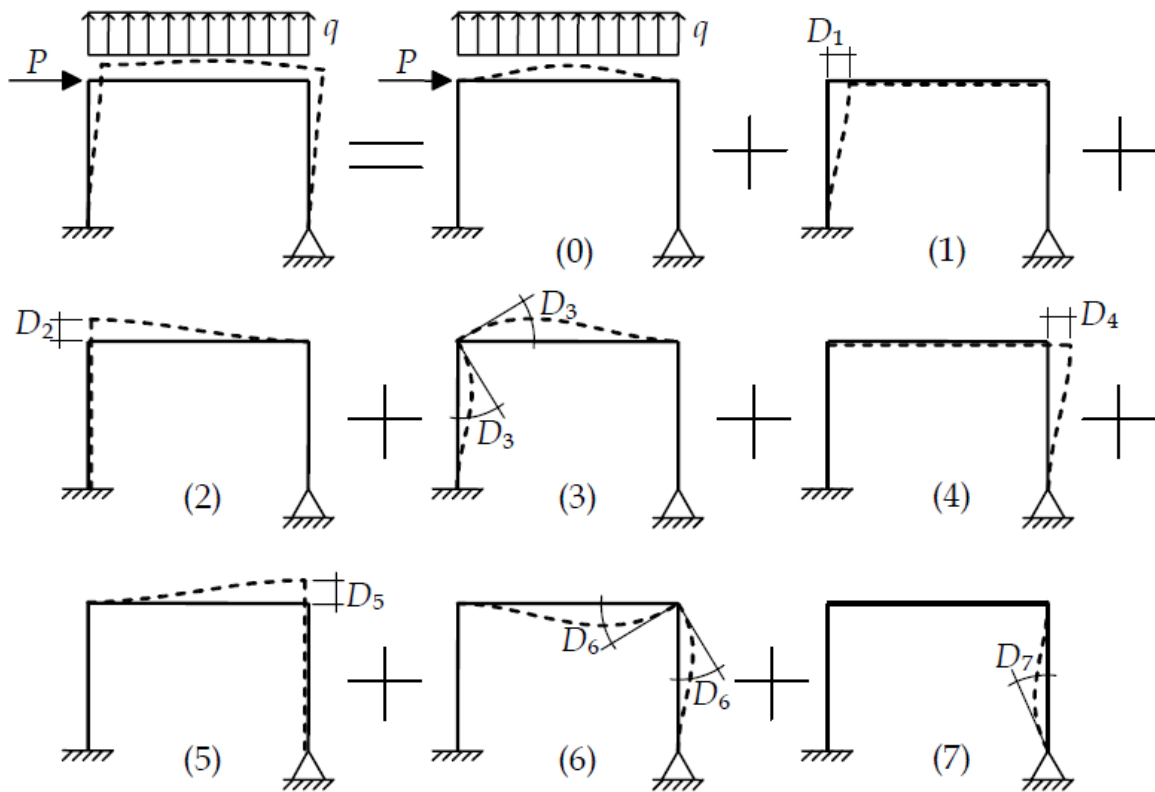 q
q
P
P
D₁
(0)
(1)
D₂
D₃
D₃
D₄
(2)
(3)
(4)
D₅
D₆
D₆
D₇
(5)
(6)
(7)